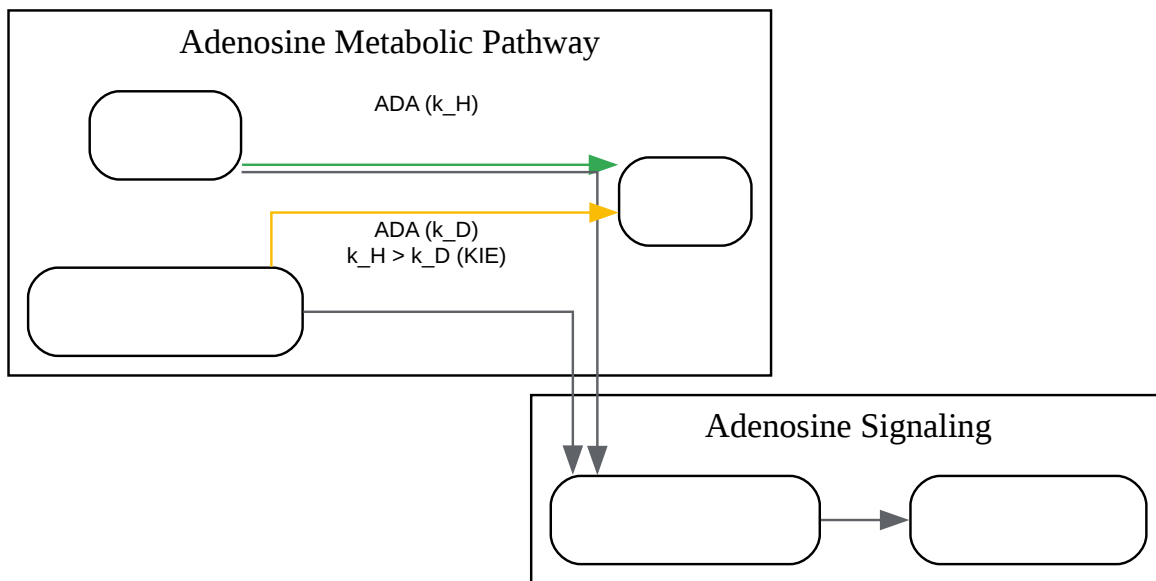 Adenosine Metabolic Pathway
ADA (k_H)
ADA (k_D)
k_H > k_D (KIE)
Adenosine Signaling